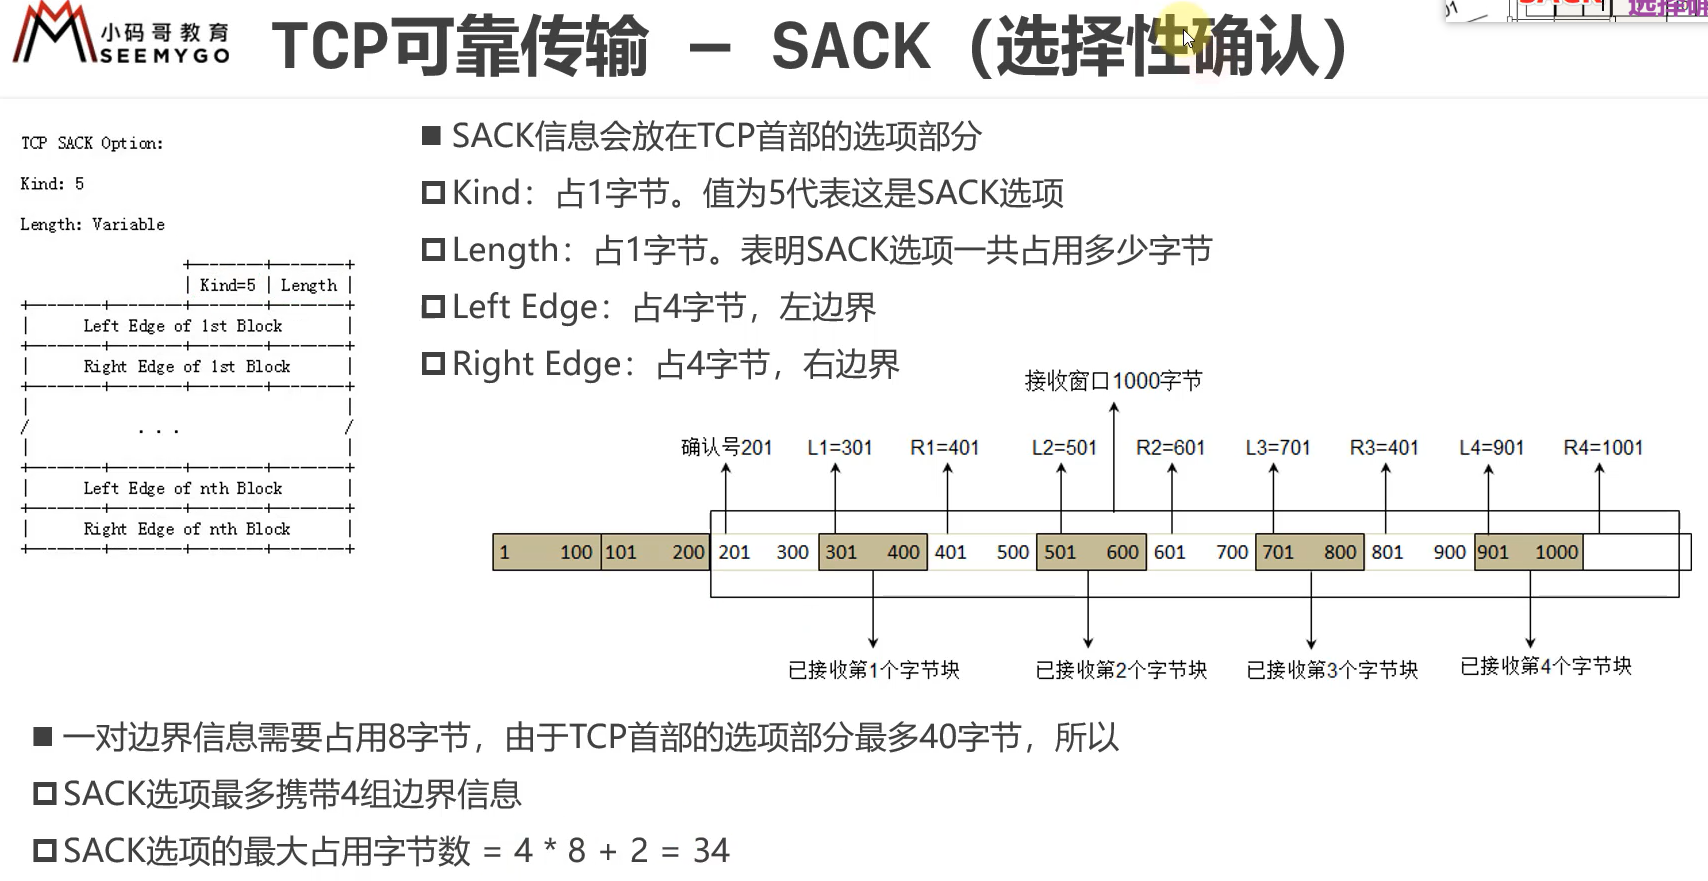 小码哥教育
SEEMYGO
TCP可靠传输 – SACK（选择性确认）
SACK
选择确
TCP SACK Option:
Kind: 5
Length: Variable
Kind=5 | Length
Left Edge of 1st Block
Right Edge of 1st Block
. . .
Left Edge of nth Block
Right Edge of nth Block
SACK信息会放在TCP首部的选项部分
Kind：占1字节。值为5代表这是SACK选项
Length：占1字节。表明SACK选项一共占用多少字节
Left Edge：占4字节，左边界
Right Edge：占4字节，右边界
接收窗口1000字节
确认号201 L1=301 R1=401 L2=501 R2=601 L3=701 R3=401 L4=901 R4=1001
1 100 101 200 201 300 301 400 401 500 501 600 601 700 701 800 801 900 901 1000
已接收第1个字节块 已接收第2个字节块 已接收第3个字节块 已接收第4个字节块
一对边界信息需要占用8字节，由于TCP首部的选项部分最多40字节，所以
SACK选项最多携带4组边界信息
SACK选项的最大占用字节数 = 4 * 8 + 2 = 34